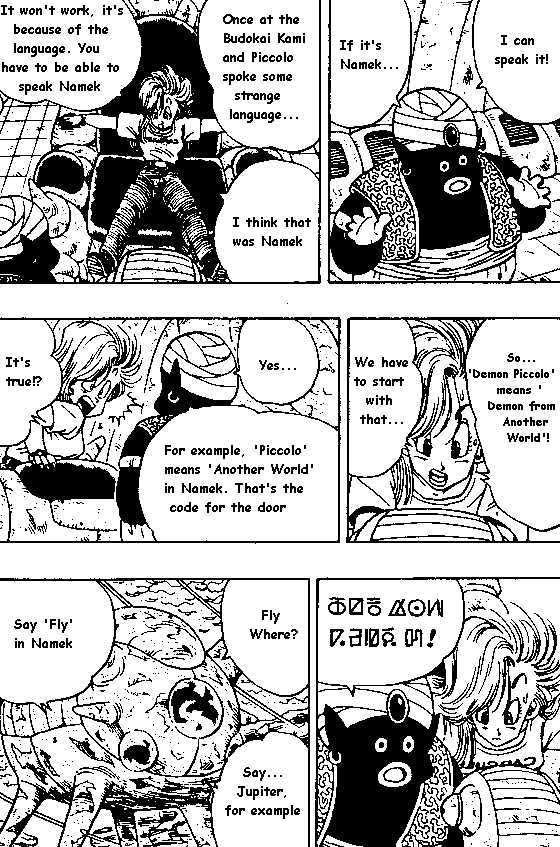 It won't work, it's
because of the
language. You
have to be able to
speak Namek
Once at the
Budokai Kami
and Piccolo
spoke some
strange
language...
I think that
was Namek
If it's
Namek...
I can
speak it!
It's
true!?
Yes...
For example, 'Piccolo'
means 'Another World'
in Namek. That's the
code for the door
We have
to start
with
that...
So...
'Demon Piccolo'
means '
Demon from
Another
World'!
Say 'Fly'
in Namek
Fly
Where?
Say...
Jupiter,
for example